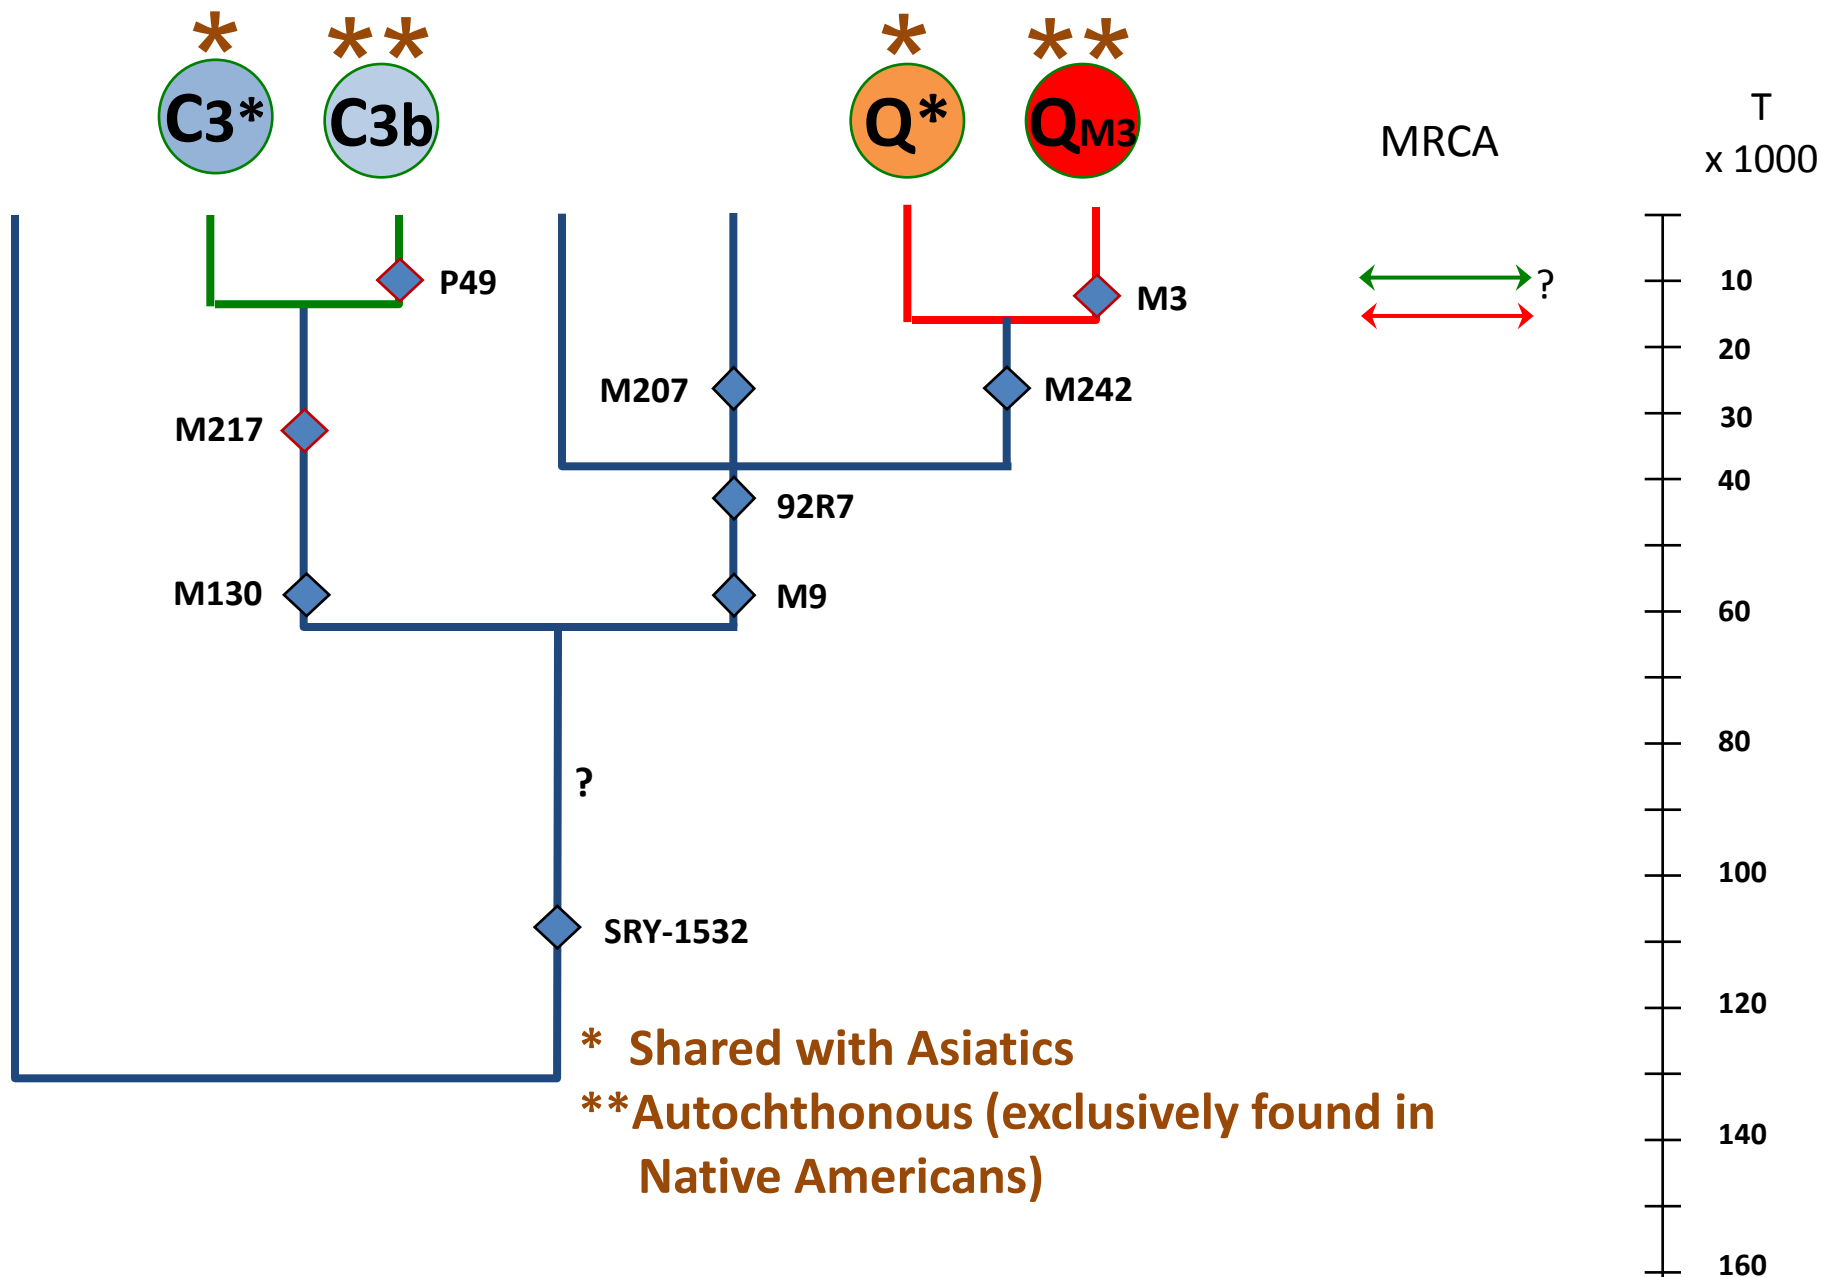 * ** * **
C3* C3b Q* QM3
MRCA
T
x 1000
P49
?
10
M3
20
M207
M242
M217
30
40
92R7
M130
M9
60
80
?
100
SRY-1532
120
* Shared with Asiatics
**Autochthonous (exclusively found in
Native Americans)
140
160